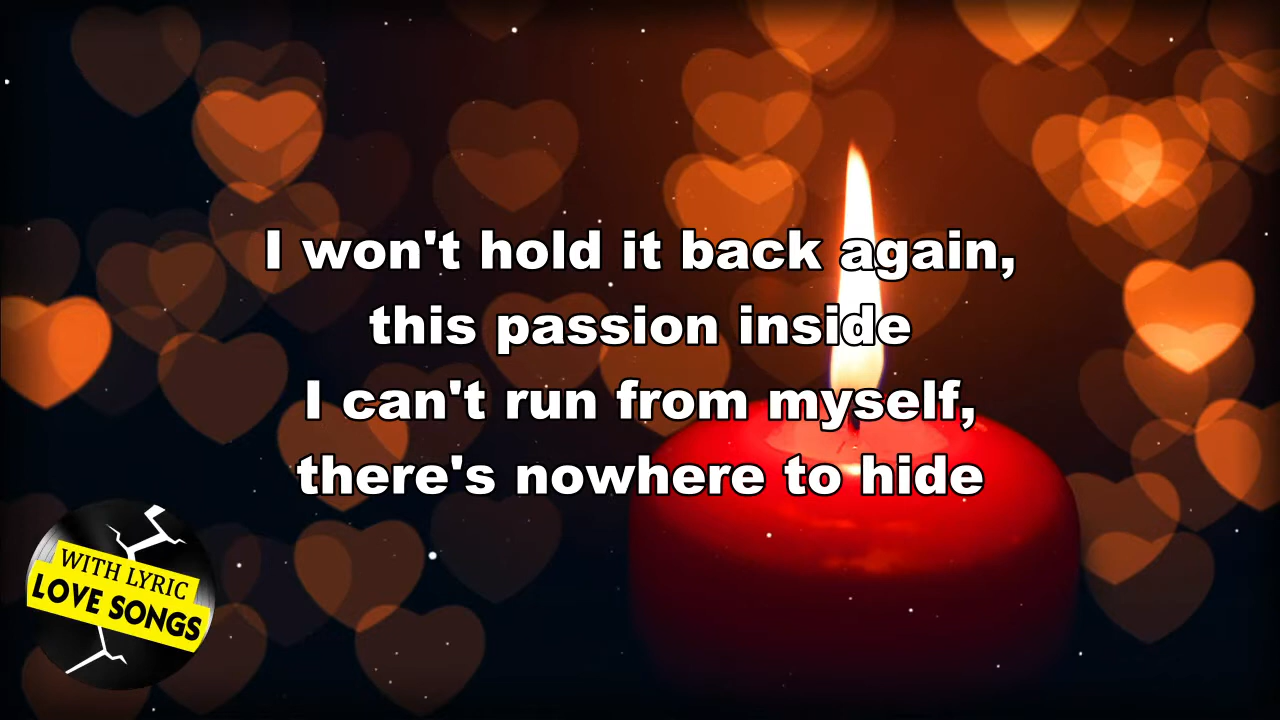 I won't hold it back again,
this passion inside
I can't run from myself,
there's nowhere to hide
WITH LYRIC
LOVE SONGS